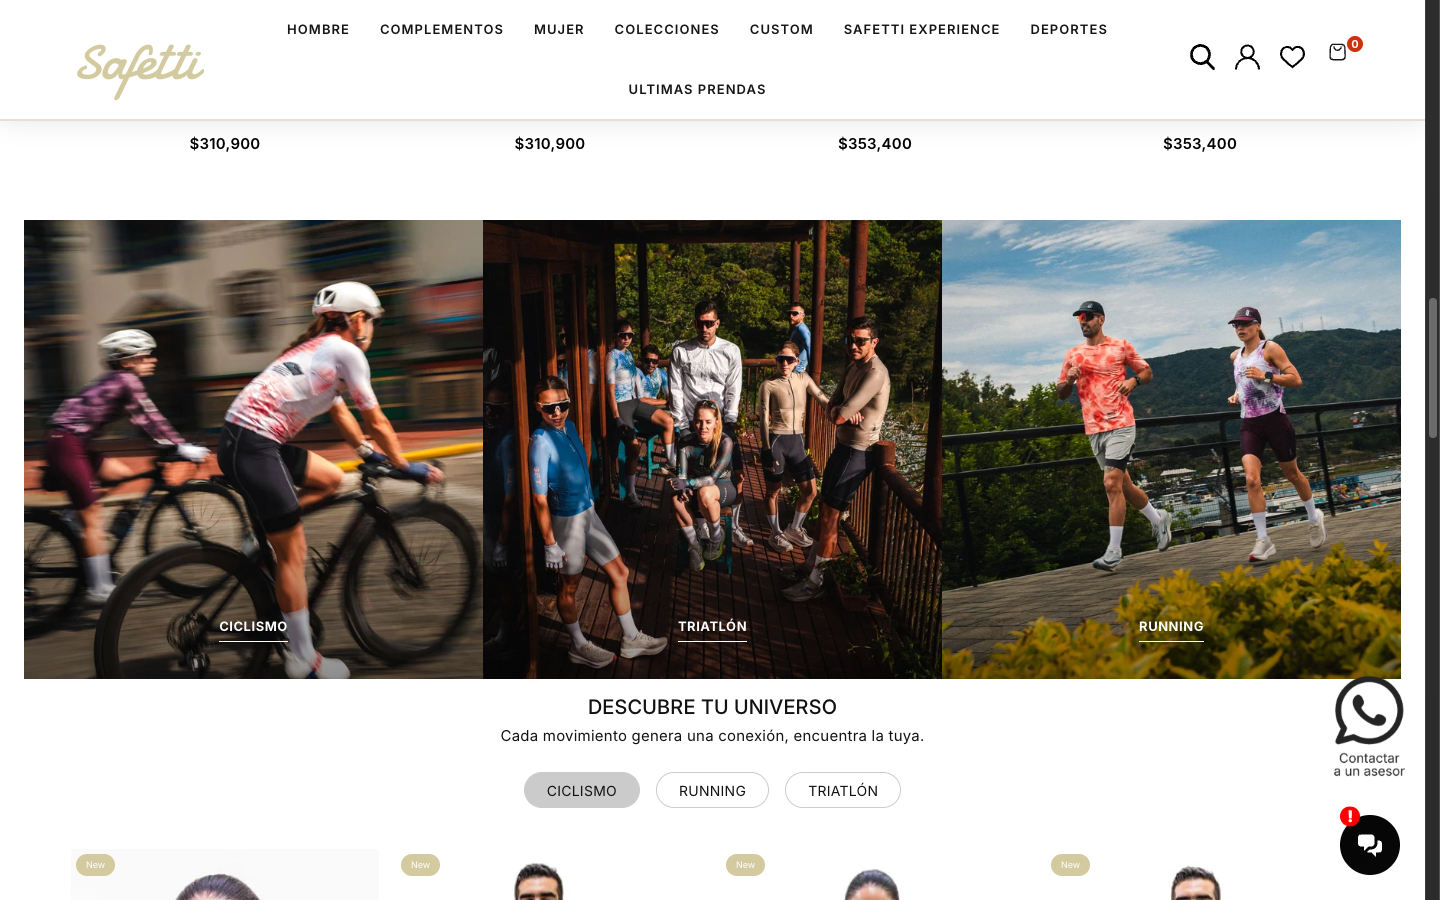 HOMBRE COMPLEMENTOS MUJER COLECCIONES CUSTOM SAFETTI EXPERIENCE DEPORTES
Safetti
0
ULTIMAS PRENDAS
$310,900 $310,900 $353,400 $353,400
CICLISMO TRIATLÓN RUNNING
DESCUBRE TU UNIVERSO
Cada movimiento genera una conexión, encuentra la tuya.
Contactar
a un asesor
CICLISMO RUNNING TRIATLÓN
!
New New New New